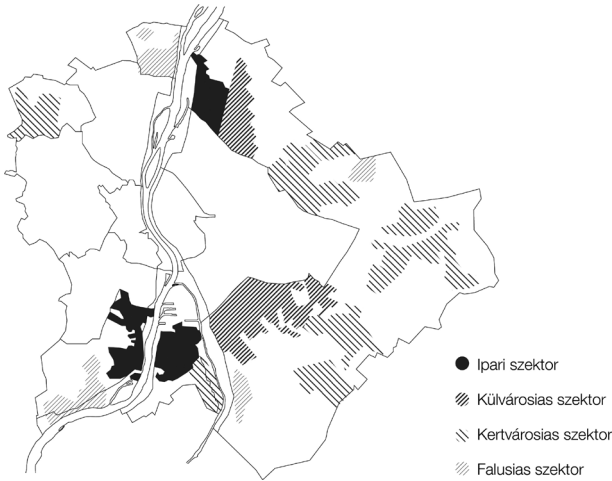 Ipari szektor
Külvárosias szektor
Kertvárosias szektor
Falusias szektor